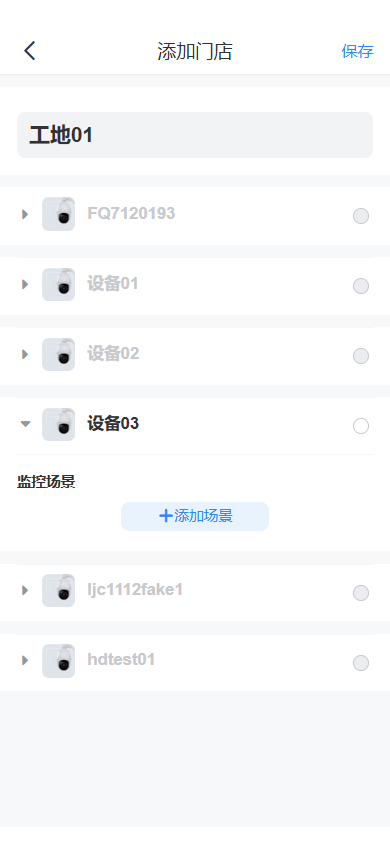 添加门店
保存
工地01
FQ7120193
设备01
设备02
设备03
监控场景
+添加场景
ljc1112fake1
hdtest01